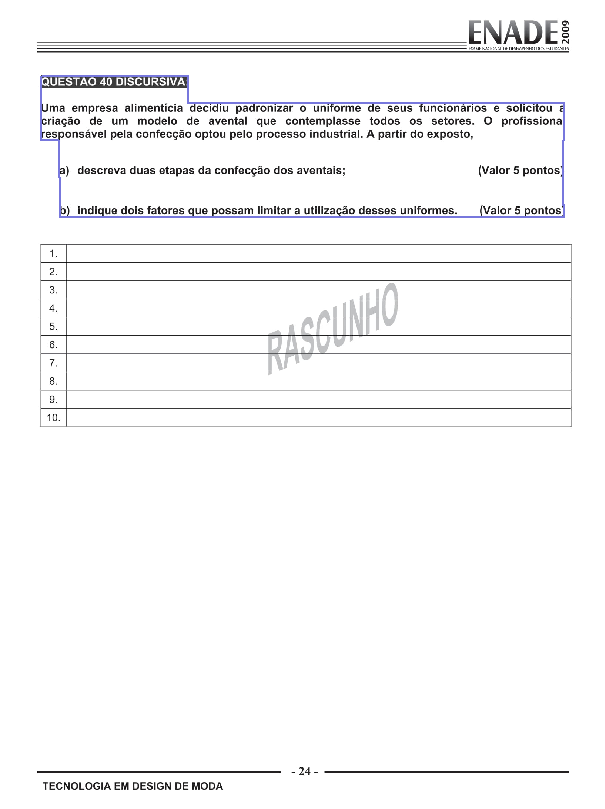 ENADE 2009
EXAME NACIONAL DE DESEMPENHO DOS ESTUDANTES
QUESTÃO 40 DISCURSIVA
Uma empresa alimentícia decidiu padronizar o uniforme de seus funcionários e solicitou a
criação de um modelo de avental que contemplasse todos os setores. O profissional
responsável pela confecção optou pelo processo industrial. A partir do exposto,
a) descreva duas etapas da confecção dos aventais; (Valor 5 pontos)
b) indique dois fatores que possam limitar a utilização desses uniformes. (Valor 5 pontos)
1.
2.
3.
4.
5.
6.
7.
8.
9.
10.
RASCUNHO
- 24 -
TECNOLOGIA EM DESIGN DE MODA